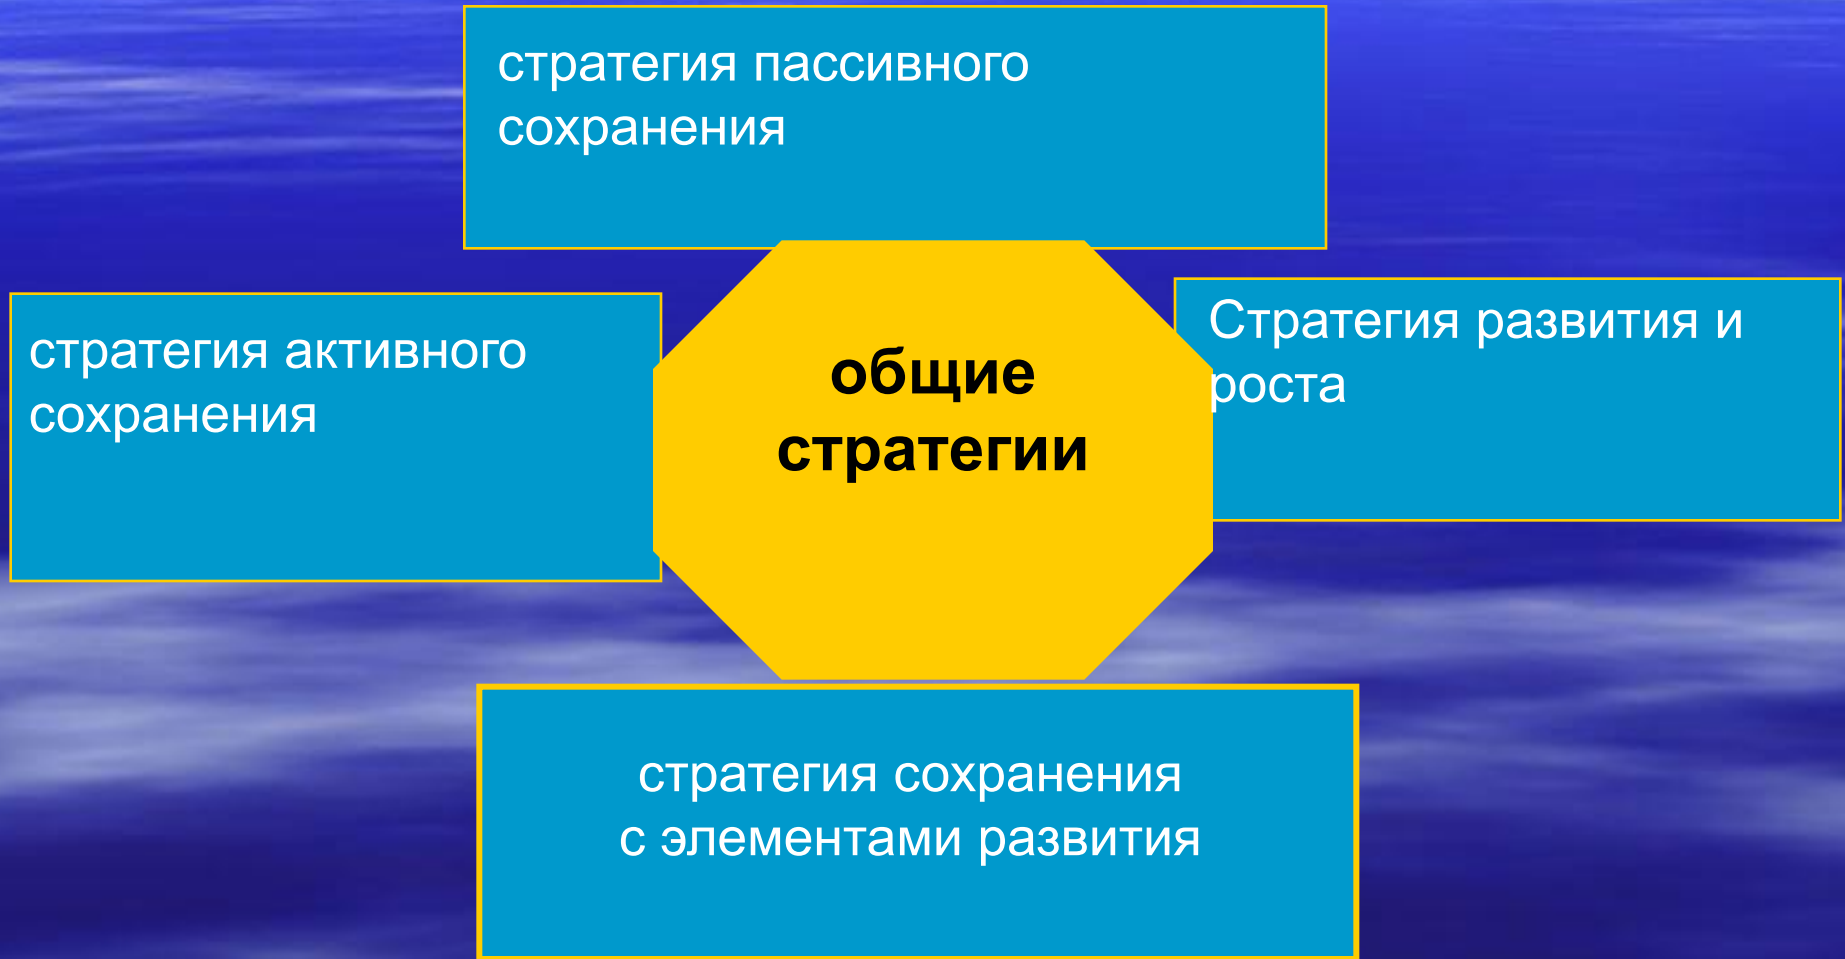 стратегия пассивного
сохранения
стратегия активного
сохранения
общие
стратегии
Стратегия развития и
роста
стратегия сохранения
с элементами развития